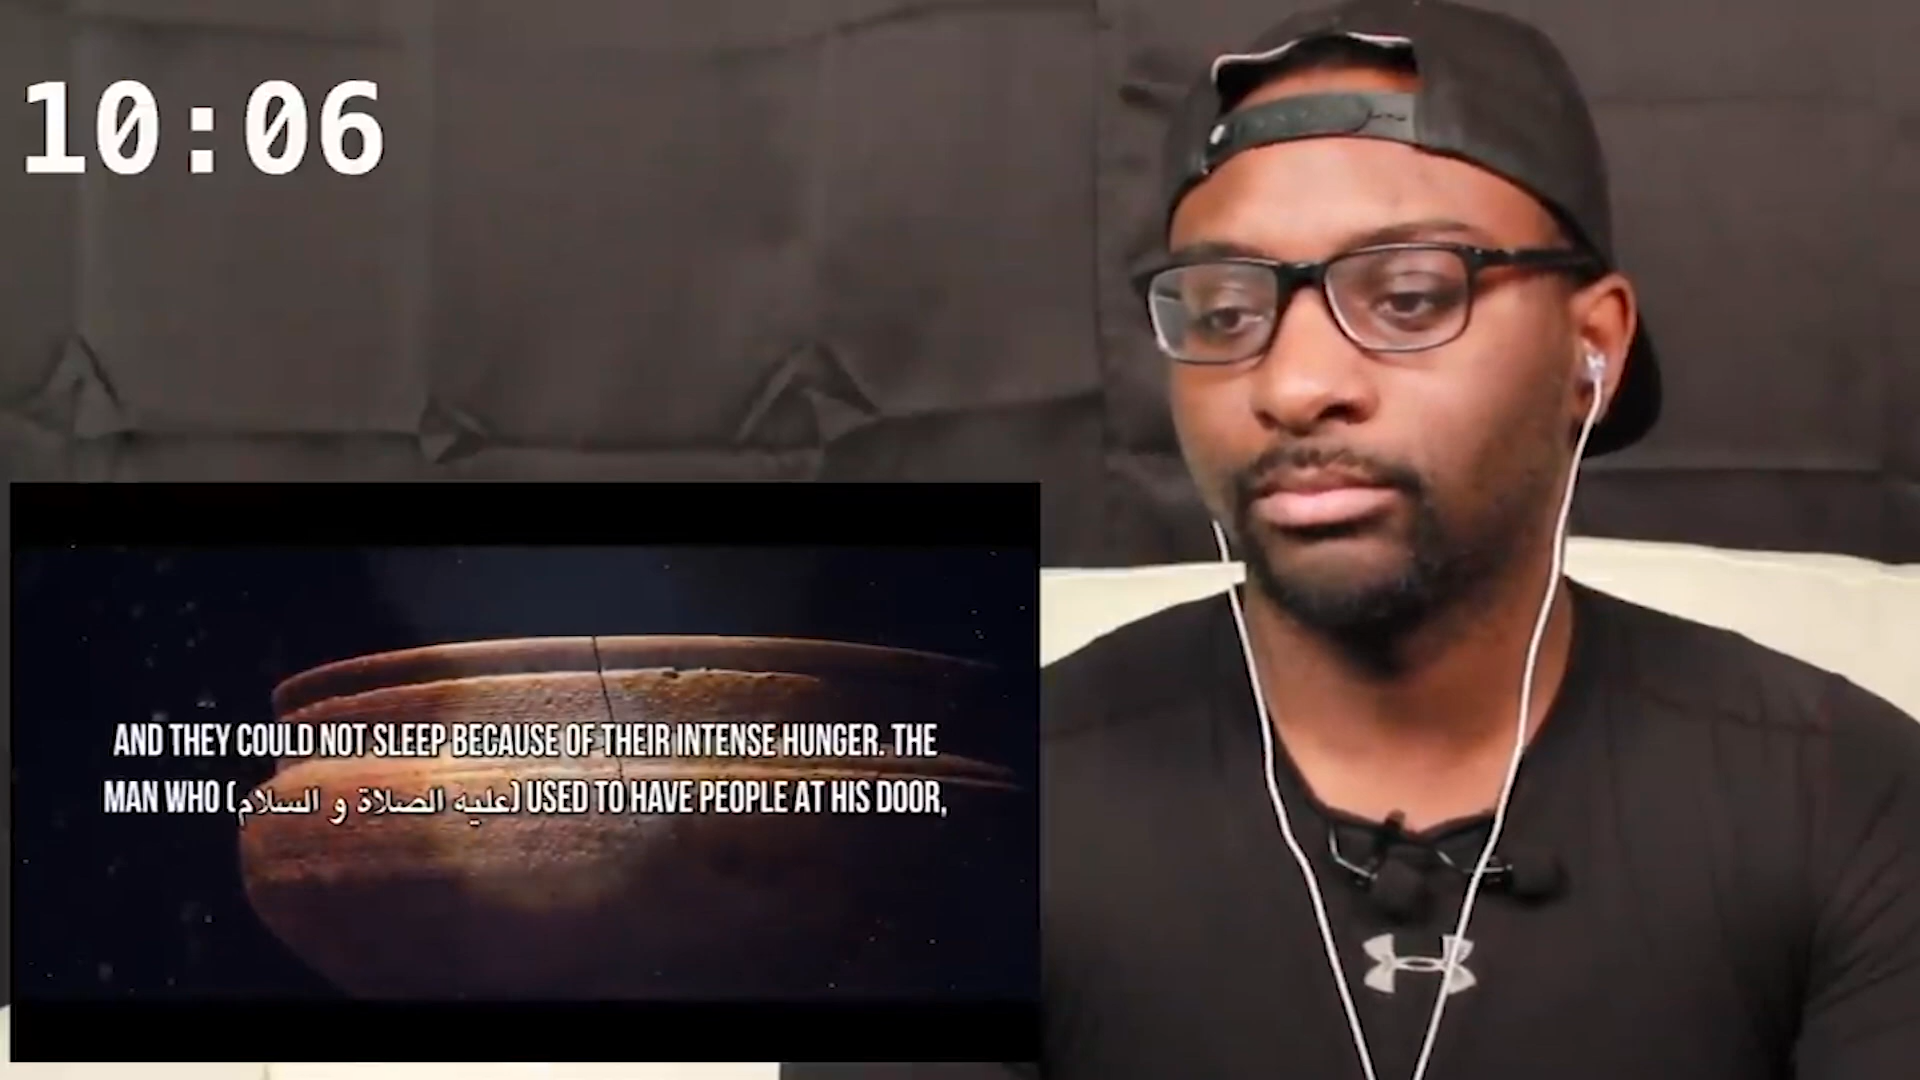 10:06
AND THEY COULD NOT SLEEP BECAUSE OF THEIR INTENSE HUNGER. THE
MAN WHO (عليه الصلاة و السلام) USED TO HAVE PEOPLE AT HIS DOOR,